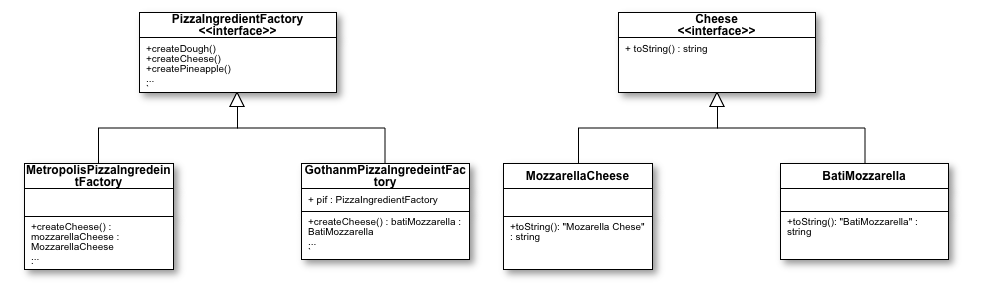 PizzaIngredientFactory
<<interface>>
+createDough()
+createCheese()
+createPineapple()
...
Cheese
<<interface>>
+ toString() : string
MetropolisPizzaIngredein
tFactory
+createCheese() :
mozzarellaCheese :
MozzarellaCheese
...
GothanmPizzaIngredeintFac
tory
+ pif : PizzaIngredientFactory
+createCheese() : batiMozzarella :
BatiMozzarella
...
MozzarellaCheese
+toString(): "Mozarella Chese"
: string
BatiMozzarella
+toString(): "BatiMozzarella" :
string